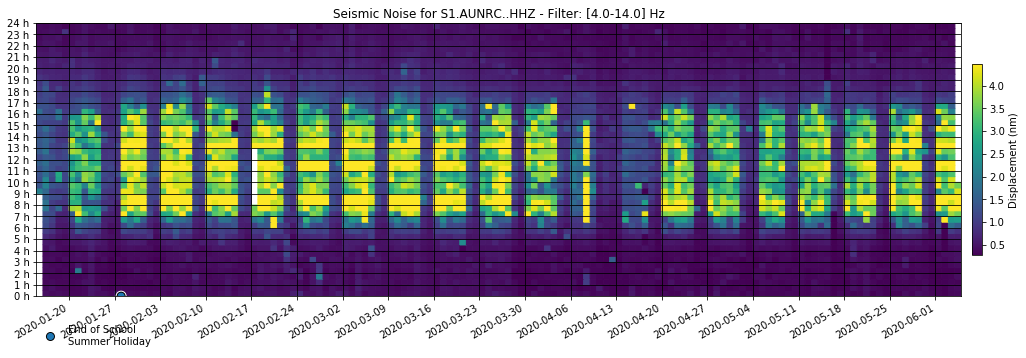 Seismic Noise for S1.AUNRC..HHZ - Filter: [4.0-14.0] Hz
24 h
23 h
22 h
21 h
20 h
19 h
18 h
17 h
16 h
15 h
14 h
13 h
12 h
11 h
10 h
9 h
8 h
7 h
6 h
5 h
4 h
3 h
2 h
1 h
0 h
4.0
3.5
3.0
2.5
2.0
1.5
1.0
0.5
Displacement (nm)
2020-01-20
2020-01-27
2020-02-03
2020-02-10
2020-02-17
2020-02-24
2020-03-02
2020-03-09
2020-03-16
2020-03-23
2020-03-30
2020-04-06
2020-04-13
2020-04-20
2020-04-27
2020-05-04
2020-05-11
2020-05-18
2020-05-25
2020-06-01
End of School
Summer Holiday